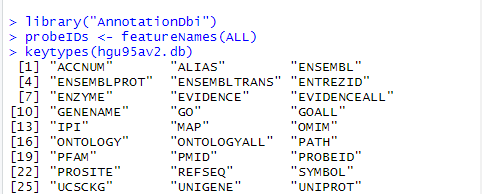 > library("AnnotationDbi")
> probeIDs <- featureNames(ALL)
> keytypes(hgu95av2.db)
[1] "ACCNUM" "ALIAS" "ENSEMBL"
[4] "ENSEMBLPROT" "ENSEMBLTRANS" "ENTREZID"
[7] "ENZYME" "EVIDENCE" "EVIDENCEALL"
[10] "GENENAME" "GO" "GOALL"
[13] "IPI" "MAP" "OMIM"
[16] "ONTOLOGY" "ONTOLOGYALL" "PATH"
[19] "PFAM" "PMID" "PROBEID"
[22] "PROSITE" "REFSEQ" "SYMBOL"
[25] "UCSCKG" "UNIGENE" "UNIPROT"